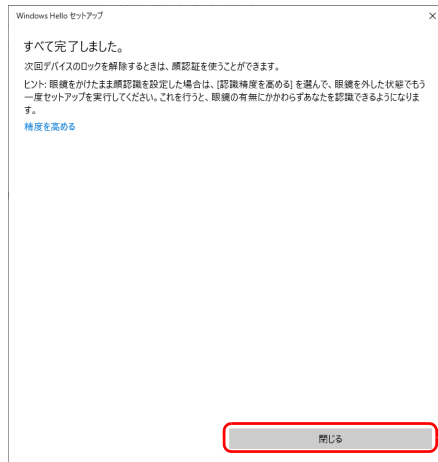 Windows Hello セットアップ
すべて完了しました。
次回デバイスのロックを解除するときは、顔認証を使うことができます。
ヒント: 眼鏡をかけたまま顔認識を設定した場合は、[認識精度を高める] を選んで、眼鏡を外した状態でもう
一度セットアップを実行してください。これを行うと、眼鏡の有無にかかわらずあなたを認識できるようになりま
す。
精度を高める
閉じる